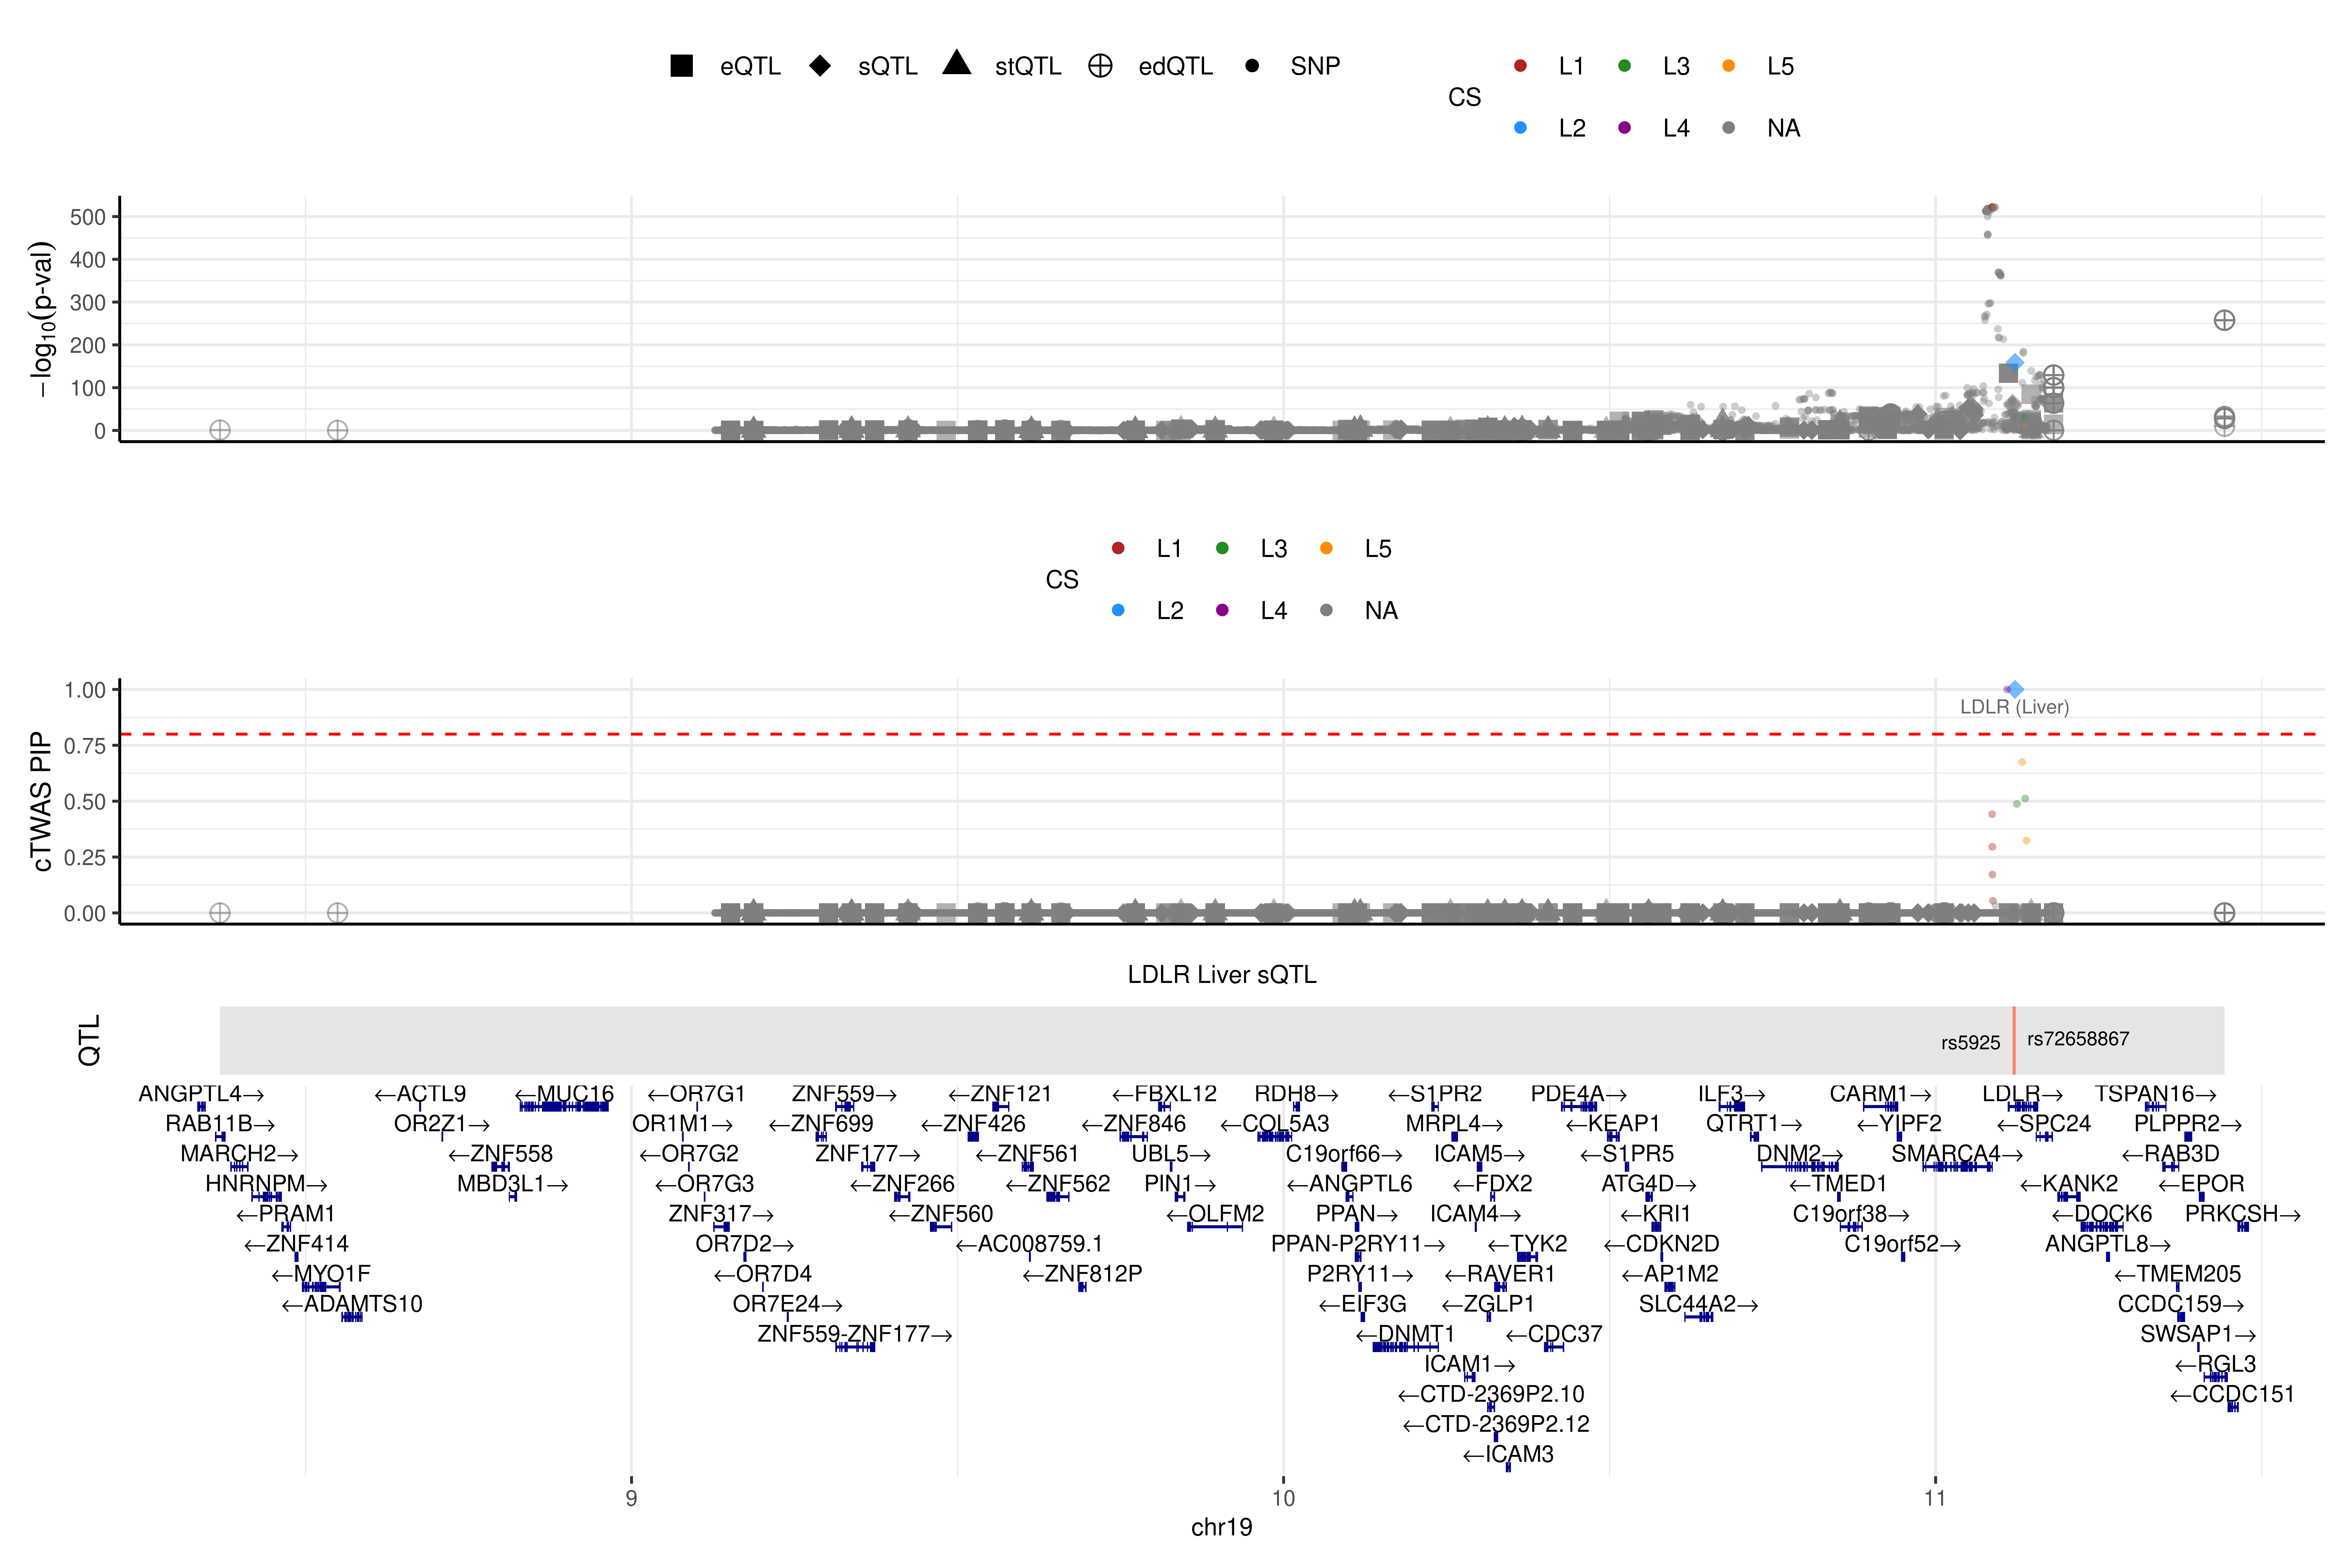 eQTL sQTL stQTL edQTL SNP
CS
L1 L3 L5
L2 L4 NA
−log10(p-val)
500
400
300
200
100
0
CS
L1 L3 L5
L2 L4 NA
cTWAS PIP
1.00
0.75
0.50
0.25
0.00
LDLR (Liver)
LDLR Liver sQTL
QTL
rs5925 rs72658867
ANGPTL4→ ←ACTL9 ←MUC16 ←OR7G1 ZNF559→ ←ZNF121 ←FBXL12 RDH8→ ←S1PR2 PDE4A→ ILF3→ CARM1→ LDLR→ TSPAN16→
RAB11B→ OR2Z1→ OR1M1→ ←ZNF699 ←ZNF426 ←ZNF846 ←COL5A3 MRPL4→ ←KEAP1 QTRT1→ ←YIPF2 ←SPC24 PLPPR2→
MARCH2→ ←ZNF558 ←OR7G2 ZNF177→ ←ZNF561 UBL5→ C19orf66→ ICAM5→ ←S1PR5 DNM2→ SMARCA4→ ←RAB3D
HNRNPM→ MBD3L1→ ←OR7G3 ←ZNF266 ←ZNF562 PIN1→ ←ANGPTL6 ←FDX2 ATG4D→ ←TMED1 ←KANK2 ←EPOR
←PRAM1 ZNF317→ ←ZNF560 ←OLFM2 PPAN→ ICAM4→ ←KRI1 C19orf38→ ←DOCK6 PRKCSH→
←ZNF414 OR7D2→ ←AC008759.1 PPAN-P2RY11→ ←TYK2 ←CDKN2D C19orf52→ ANGPTL8→
←MYO1F ←OR7D4 ←ZNF812P P2RY11→ ←RAVER1 ←AP1M2 ←TMEM205
←ADAMTS10 OR7E24→ ←EIF3G ←ZGLP1 SLC44A2→ CCDC159→
ZNF559-ZNF177→ ←DNMT1 ←CDC37 SWSAP1→
ICAM1→ ←RGL3
←CTD-2369P2.10 ←CCDC151
←CTD-2369P2.12
←ICAM3
9 10 11
chr19